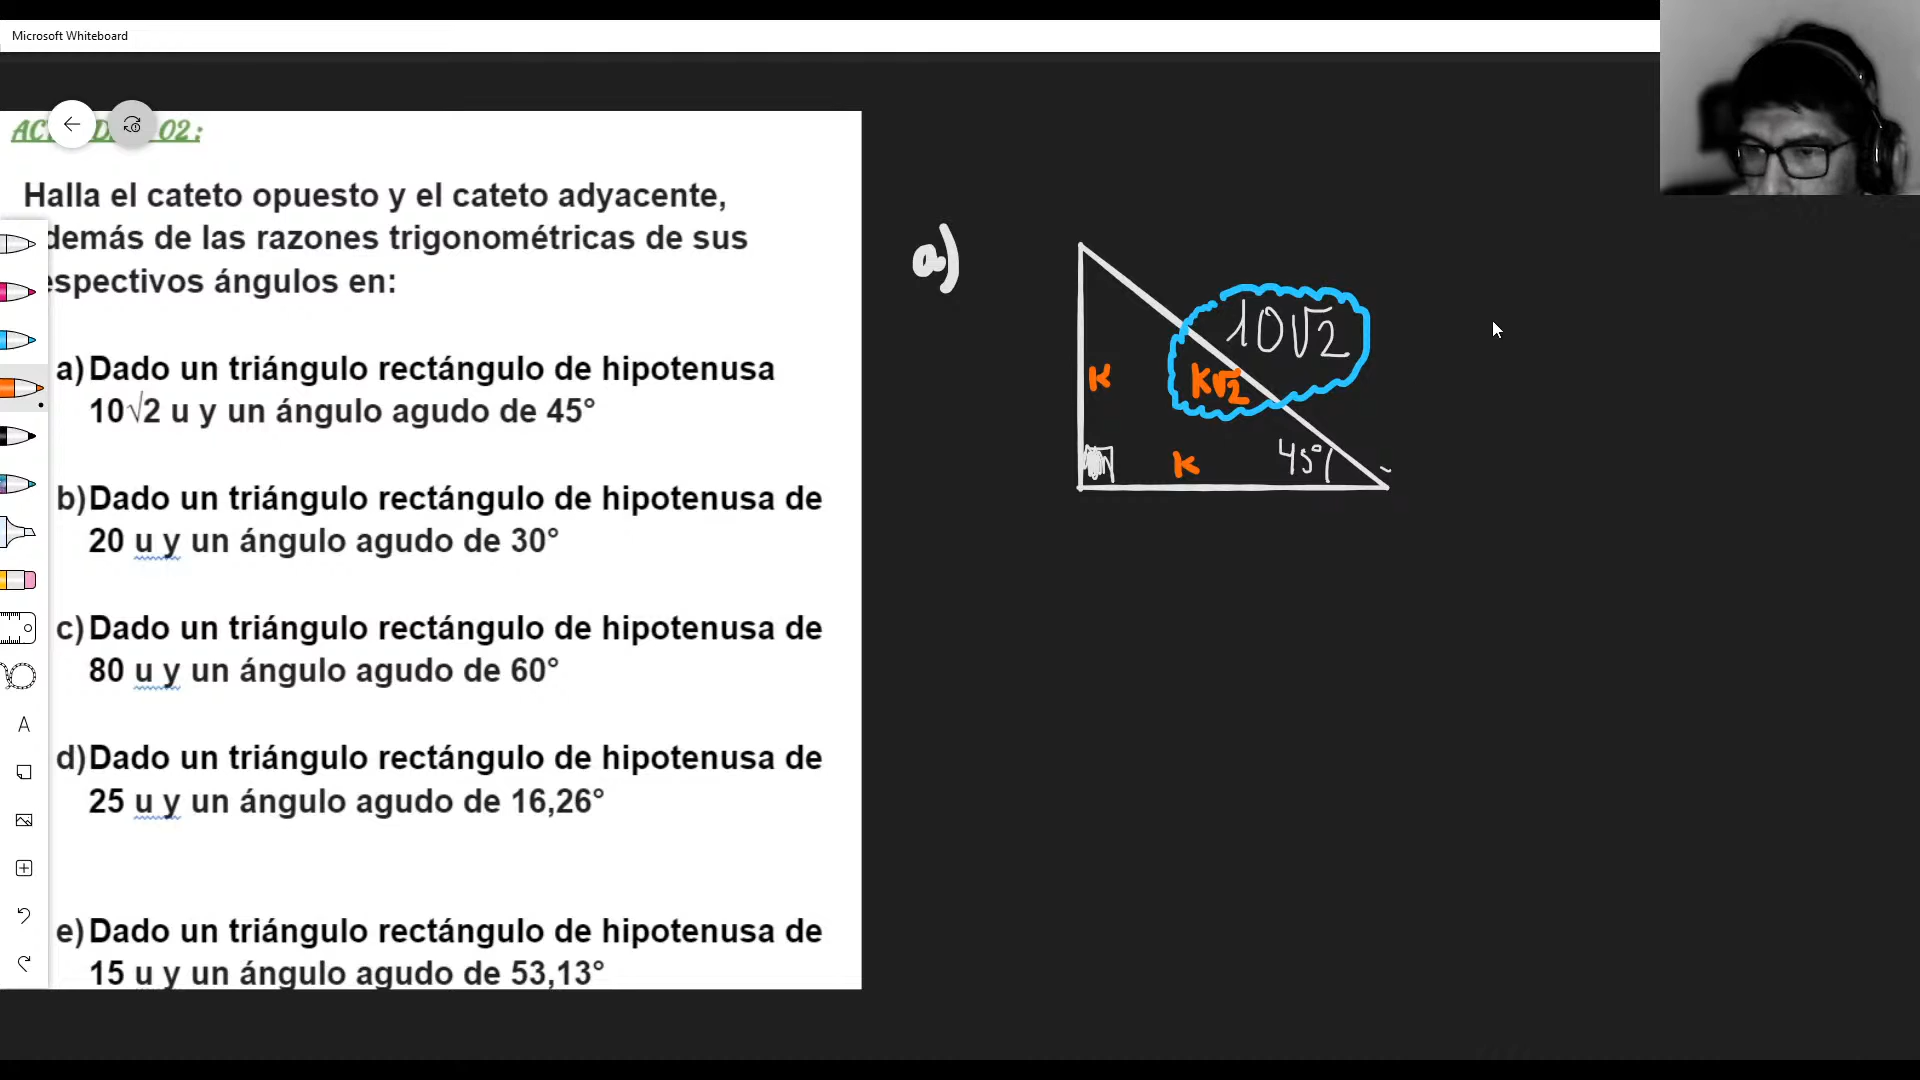 Microsoft Whiteboard
02:
Halla el cateto opuesto y el cateto adyacente,
demás de las razones trigonométricas de sus
espectivos ángulos en:
a) Dado un triángulo rectángulo de hipotenusa
10√2 u y un ángulo agudo de 45°
b) Dado un triángulo rectángulo de hipotenusa de
20 u y un ángulo agudo de 30°
c) Dado un triángulo rectángulo de hipotenusa de
80 u y un ángulo agudo de 60°
d) Dado un triángulo rectángulo de hipotenusa de
25 u y un ángulo agudo de 16,26°
e) Dado un triángulo rectángulo de hipotenusa de
15 u y un ángulo agudo de 53,13°
a)
10√2
K
K√2
45°
K